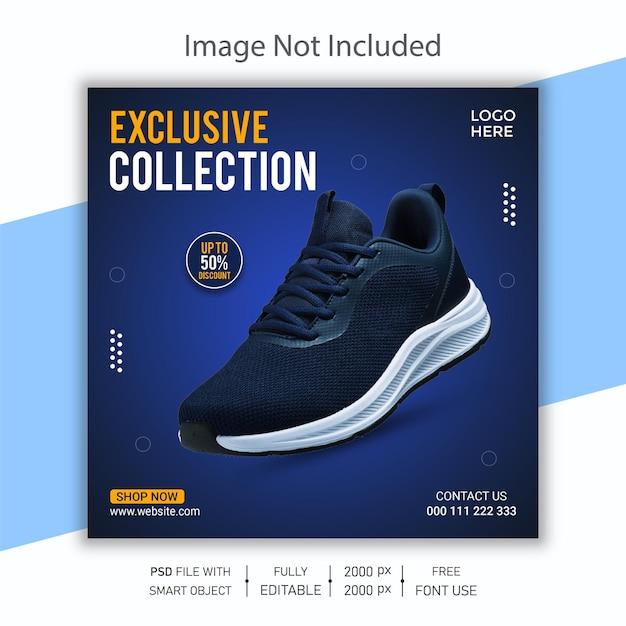 Image Not Included
EXCLUSIVE
COLLECTION
LOGO
HERE
UP TO
50%
DISCOUNT
SHOP NOW
www.website.com
CONTACT US
000 111 222 333
PSD FILE WITH
SMART OBJECT
FULLY
EDITABLE
2000 px
2000 px
FREE
FONT USE